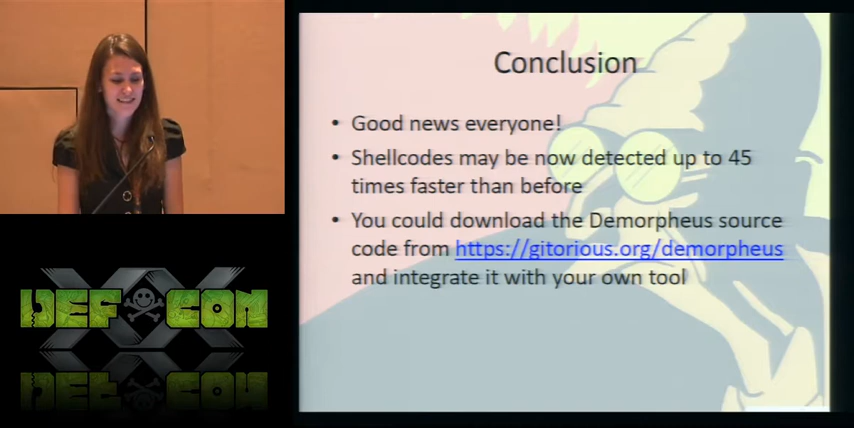 Conclusion
• Good news everyone!
• Shellcodes may be now detected up to 45
times faster than before
• You could download the Demorpheus source
code from https://gitorious.org/demorpheus
and integrate it with your own tool
DEF CON
XX